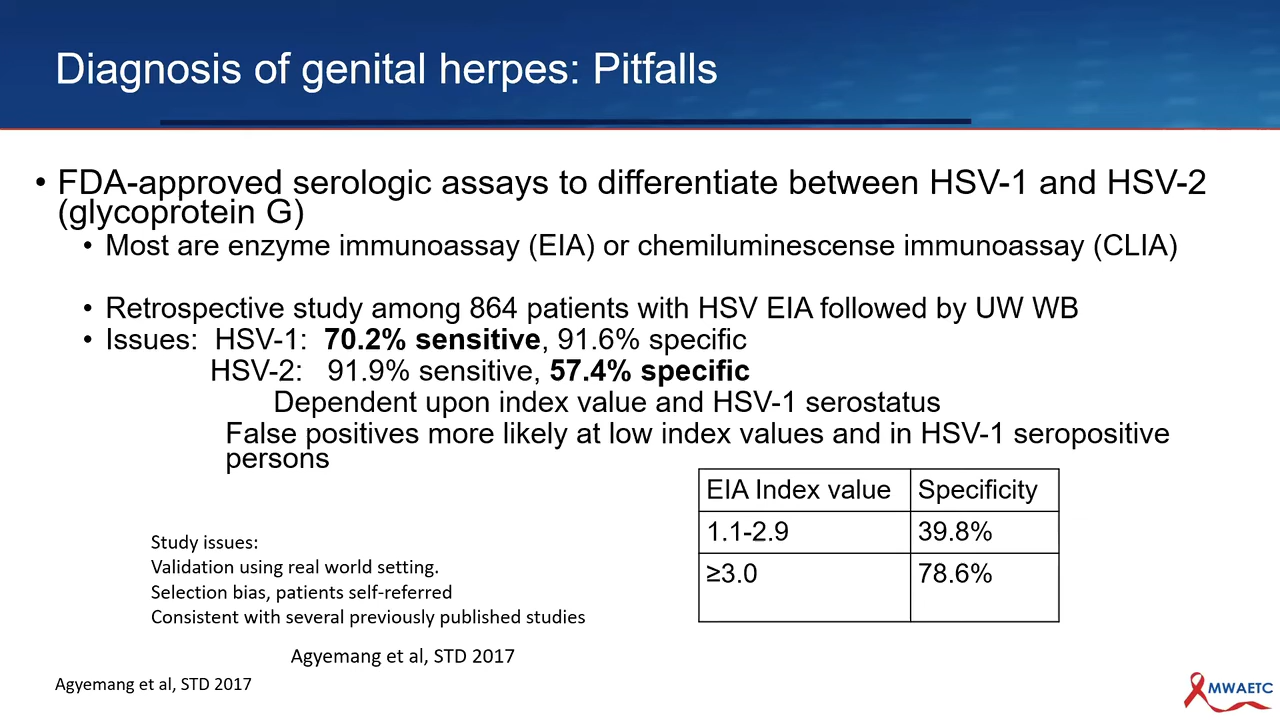 Diagnosis of genital herpes: Pitfalls
• FDA-approved serologic assays to differentiate between HSV-1 and HSV-2
(glycoprotein G)
• Most are enzyme immunoassay (EIA) or chemiluminescense immunoassay (CLIA)
• Retrospective study among 864 patients with HSV EIA followed by UW WB
• Issues: HSV-1: 70.2% sensitive, 91.6% specific
HSV-2: 91.9% sensitive, 57.4% specific
Dependent upon index value and HSV-1 serostatus
False positives more likely at low index values and in HSV-1 seropositive
persons
EIA Index value Specificity
1.1-2.9 39.8%
≥3.0 78.6%
Study issues:
Validation using real world setting.
Selection bias, patients self-referred
Consistent with several previously published studies
Agyemang et al, STD 2017
Agyemang et al, STD 2017
MWAETC